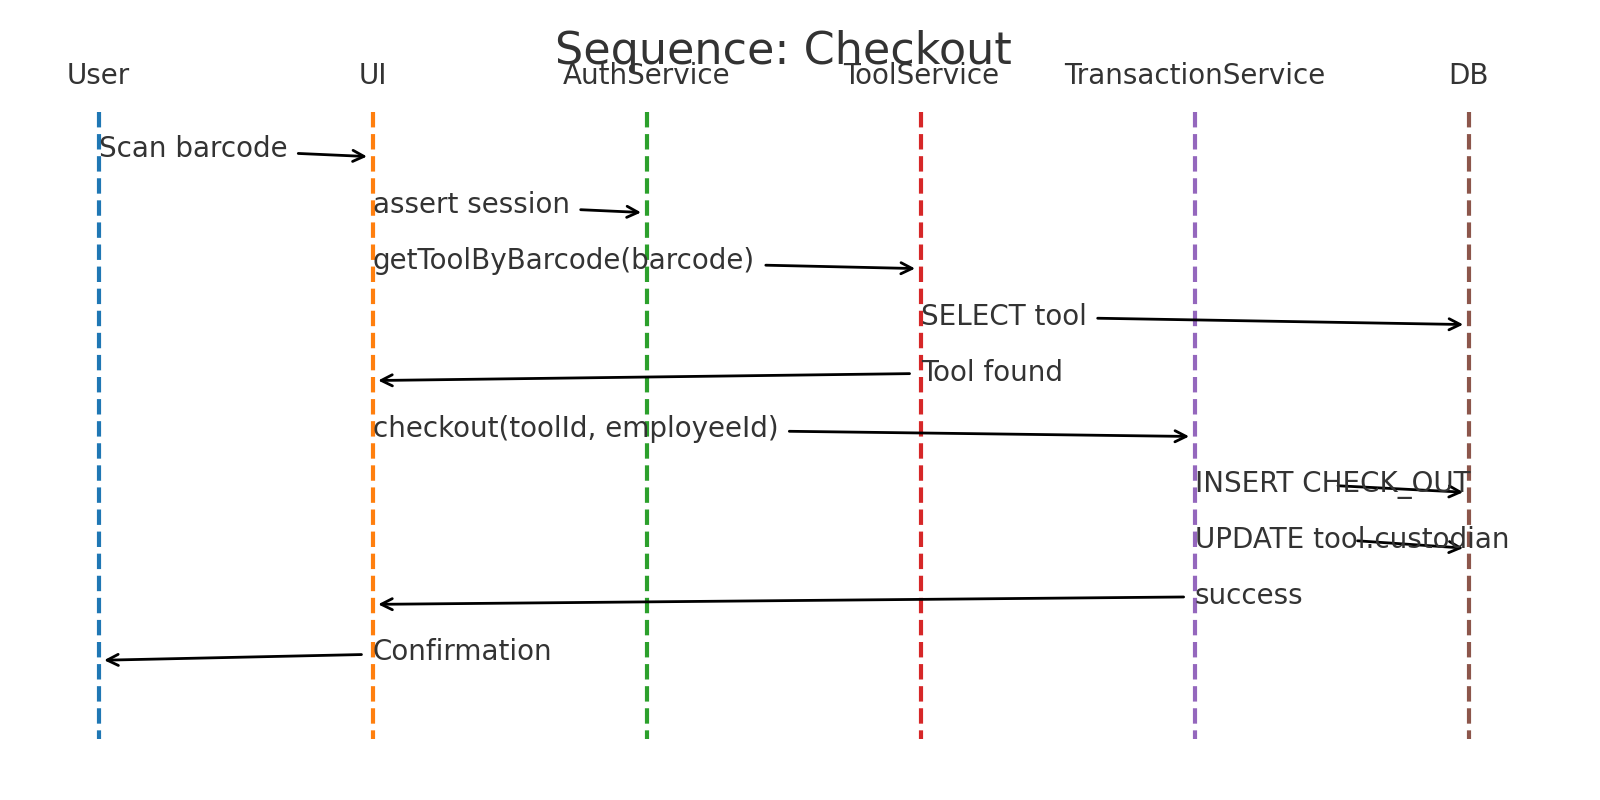 Sequence: Checkout
User UI AuthService ToolService TransactionService DB
Scan barcode
assert session
getToolByBarcode(barcode)
SELECT tool
Tool found
checkout(toolId, employeeId)
INSERT CHECK_OUT
UPDATE tool.custodian
success
Confirmation